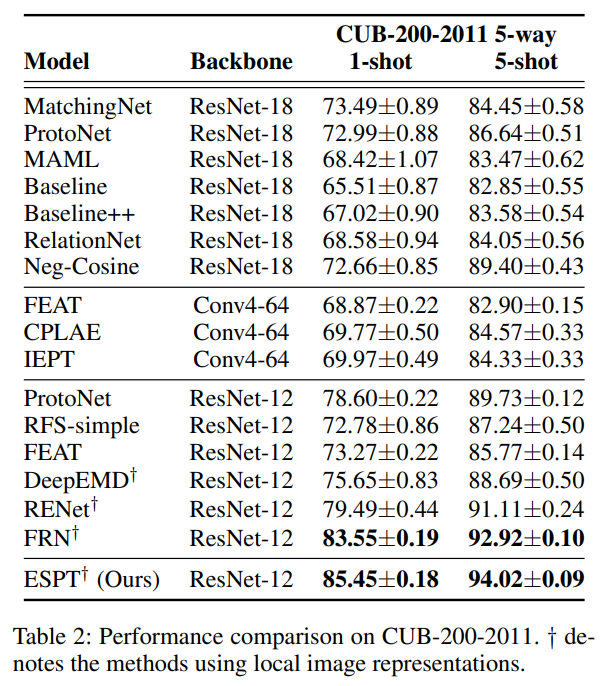 CUB-200-2011 5-way
Model Backbone 1-shot 5-shot
MatchingNet ResNet-18 73.49±0.89 84.45±0.58
ProtoNet ResNet-18 72.99±0.88 86.64±0.51
MAML ResNet-18 68.42±1.07 83.47±0.62
Baseline ResNet-18 65.51±0.87 82.85±0.55
Baseline++ ResNet-18 67.02±0.90 83.58±0.54
RelationNet ResNet-18 68.58±0.94 84.05±0.56
Neg-Cosine ResNet-18 72.66±0.85 89.40±0.43
FEAT Conv4-64 68.87±0.22 82.90±0.15
CPLAE Conv4-64 69.77±0.50 84.57±0.33
IEPT Conv4-64 69.97±0.49 84.33±0.33
ProtoNet ResNet-12 78.60±0.22 89.73±0.12
RFS-simple ResNet-12 72.78±0.86 87.24±0.50
FEAT ResNet-12 73.27±0.22 85.77±0.14
DeepEMD† ResNet-12 75.65±0.83 88.69±0.50
RENet† ResNet-12 79.49±0.44 91.11±0.24
FRN† ResNet-12 83.55±0.19 92.92±0.10
ESPT† (Ours) ResNet-12 85.45±0.18 94.02±0.09
Table 2: Performance comparison on CUB-200-2011. † de-
notes the methods using local image representations.